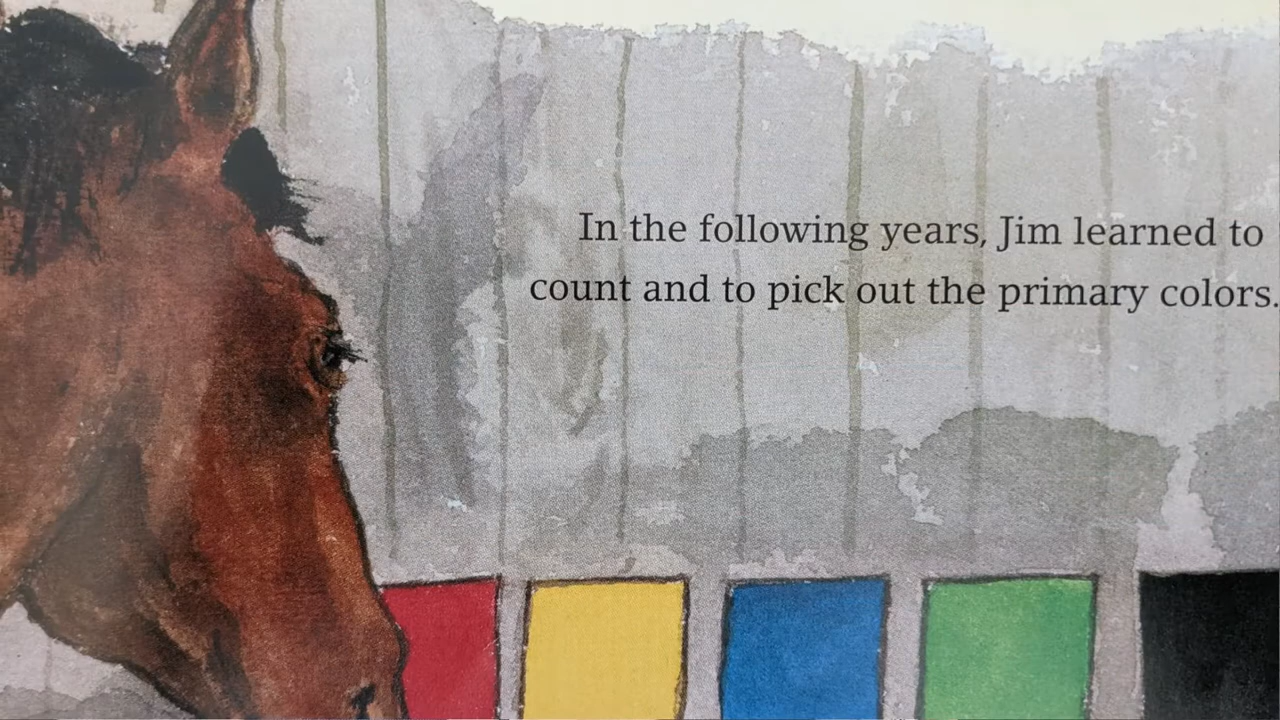 In the following years, Jim learned to
count and to pick out the primary colors.